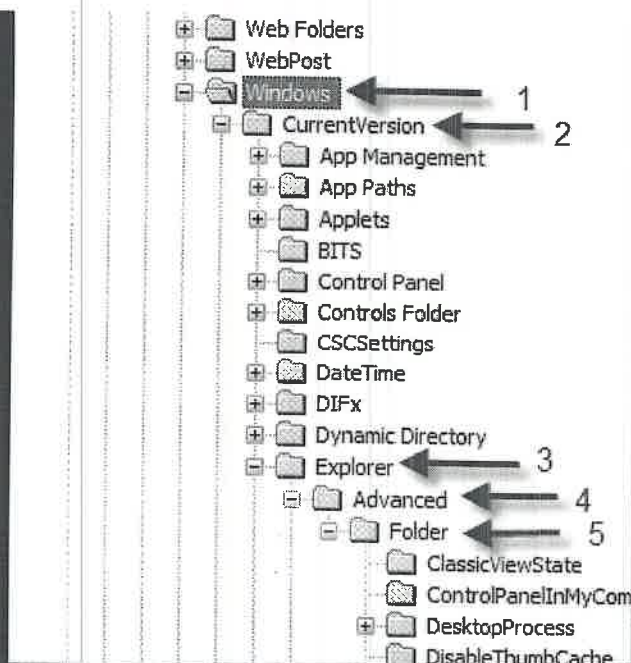 Web Folders
WebPost
Windows 1
CurrentVersion 2
App Management
App Paths
Applets
BITS
Control Panel
Controls Folder
CSCSettings
DateTime
DIFx
Dynamic Directory
Explorer 3
Advanced 4
Folder 5
ClassicViewState
ControlPanelInMyCom
DesktopProcess
DisableThumbCache